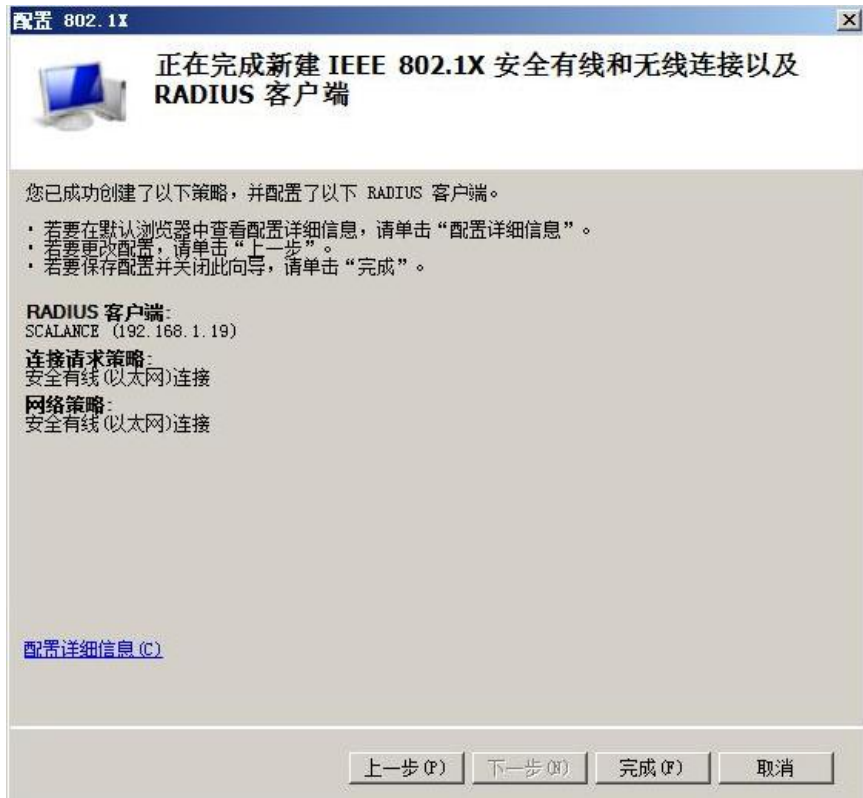 配置 802.1X
正在完成新建 IEEE 802.1X 安全有线和无线连接以及
RADIUS 客户端
您已成功创建了以下策略，并配置了以下 RADIUS 客户端。
· 若要在默认浏览器中查看配置详细信息，请单击“配置详细信息”。
· 若要更改配置，请单击“上一步”。
· 若要保存配置并关闭此向导，请单击“完成”。
RADIUS 客户端:
SCALANCE (192.168.1.19)
连接请求策略:
安全有线(以太网)连接
网络策略:
安全有线(以太网)连接
配置详细信息(C)
上一步(P) 下一步(N) 完成(F) 取消